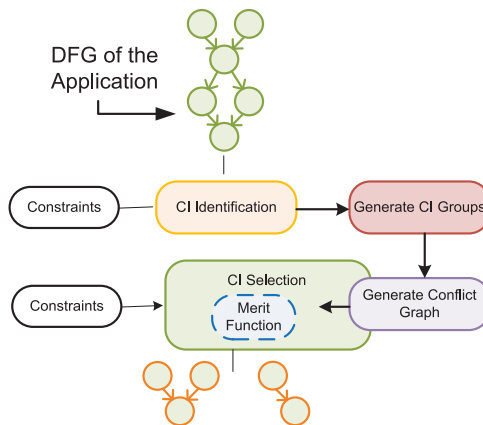 DFG of the
Application
Constraints
CI Identification
Generate CI Groups
Constraints
CI Selection
Merit
Function
Generate Conflict
Graph